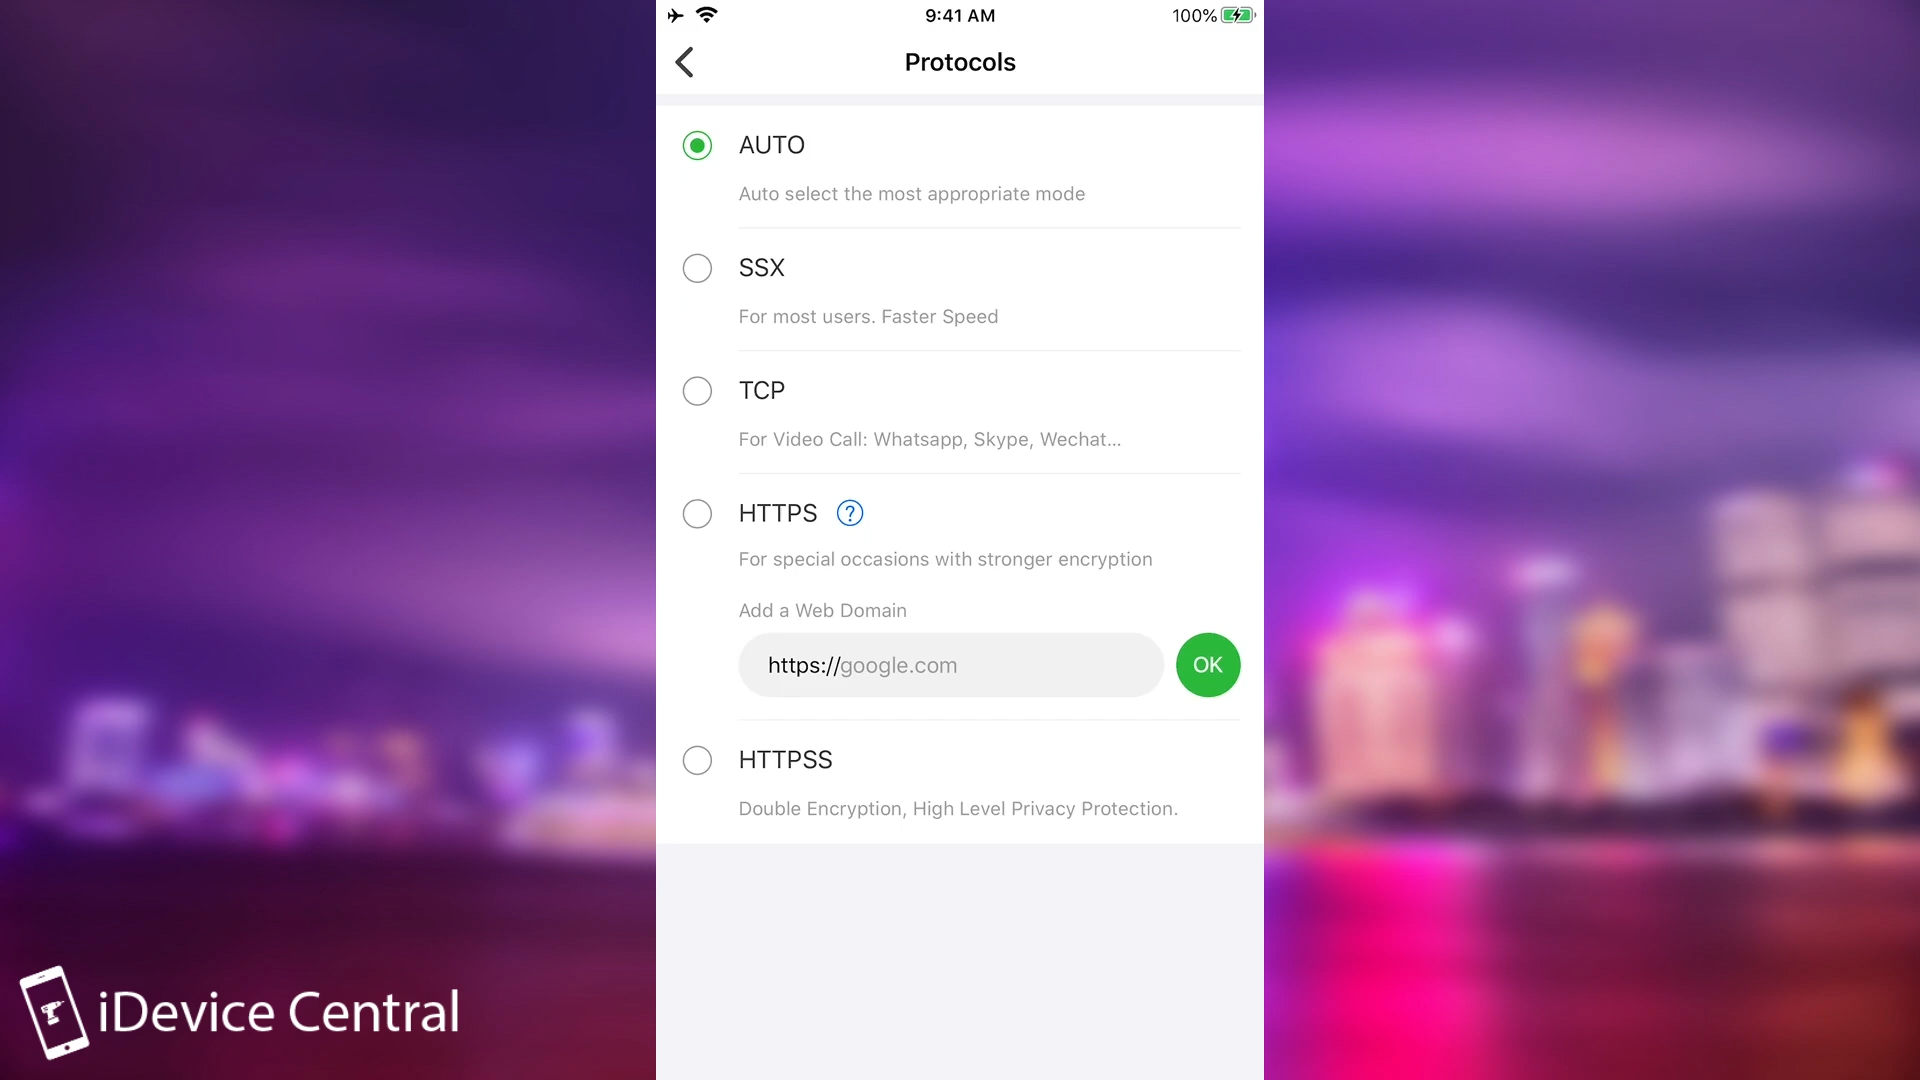 9:41 AM
100%
Protocols
AUTO
Auto select the most appropriate mode
SSX
For most users. Faster Speed
TCP
For Video Call: Whatsapp, Skype, Wechat...
HTTPS ?
For special occasions with stronger encryption
Add a Web Domain
https://google.com OK
HTTPSS
Double Encryption, High Level Privacy Protection.
iDevice Central